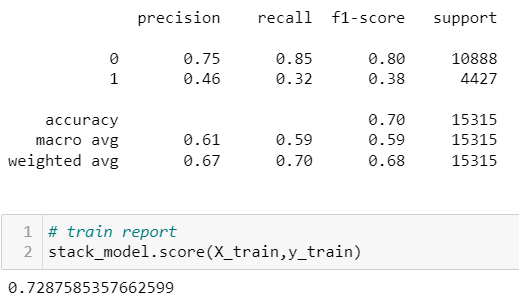 precision recall f1-score support
0 0.75 0.85 0.80 10888
1 0.46 0.32 0.38 4427
accuracy 0.70 15315
macro avg 0.61 0.59 0.59 15315
weighted avg 0.67 0.70 0.68 15315
1 # train report
2 stack_model.score(X_train,y_train)
0.7287585357662599